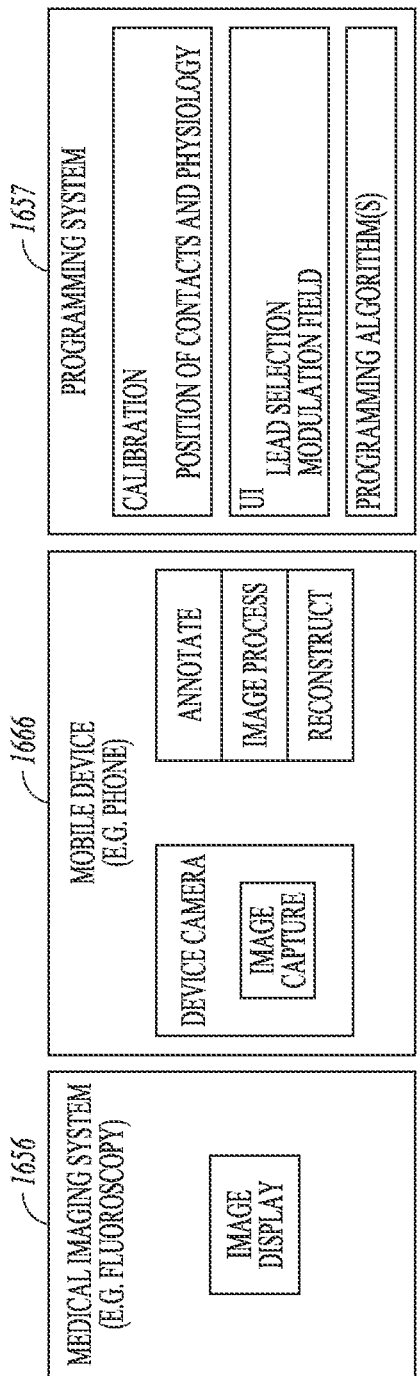 1656
MEDICAL IMAGING SYSTEM
(E.G. FLUOROSCOPY)
IMAGE
DISPLAY
1666
MOBILE DEVICE
(E.G. PHONE)
DEVICE CAMERA
IMAGE
CAPTURE
ANNOTATE
IMAGE PROCESS
RECONSTRUCT
1657
PROGRAMMING SYSTEM
CALIBRATION
POSITION OF CONTACTS AND PHYSIOLOGY
UI
LEAD SELECTION
MODULATION FIELD
PROGRAMMING ALGORITHM(S)